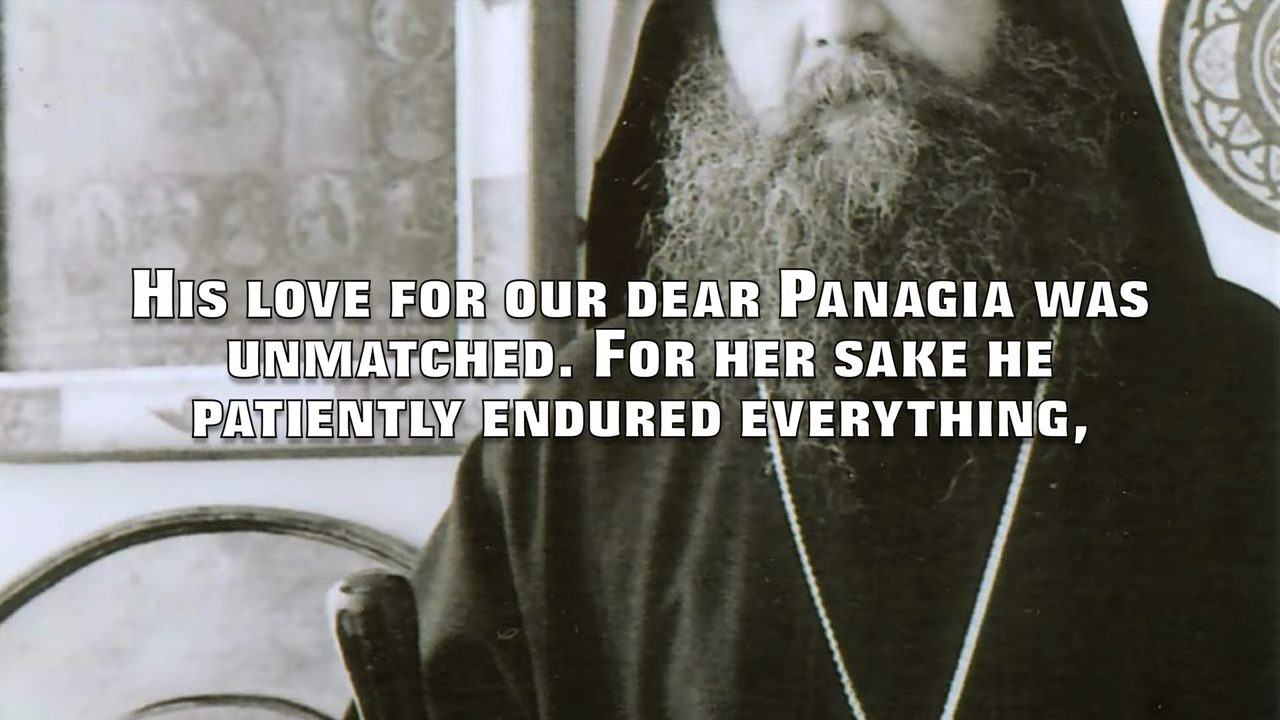 His love for our dear Panagia was
unmatched. For her sake he
patiently endured everything,